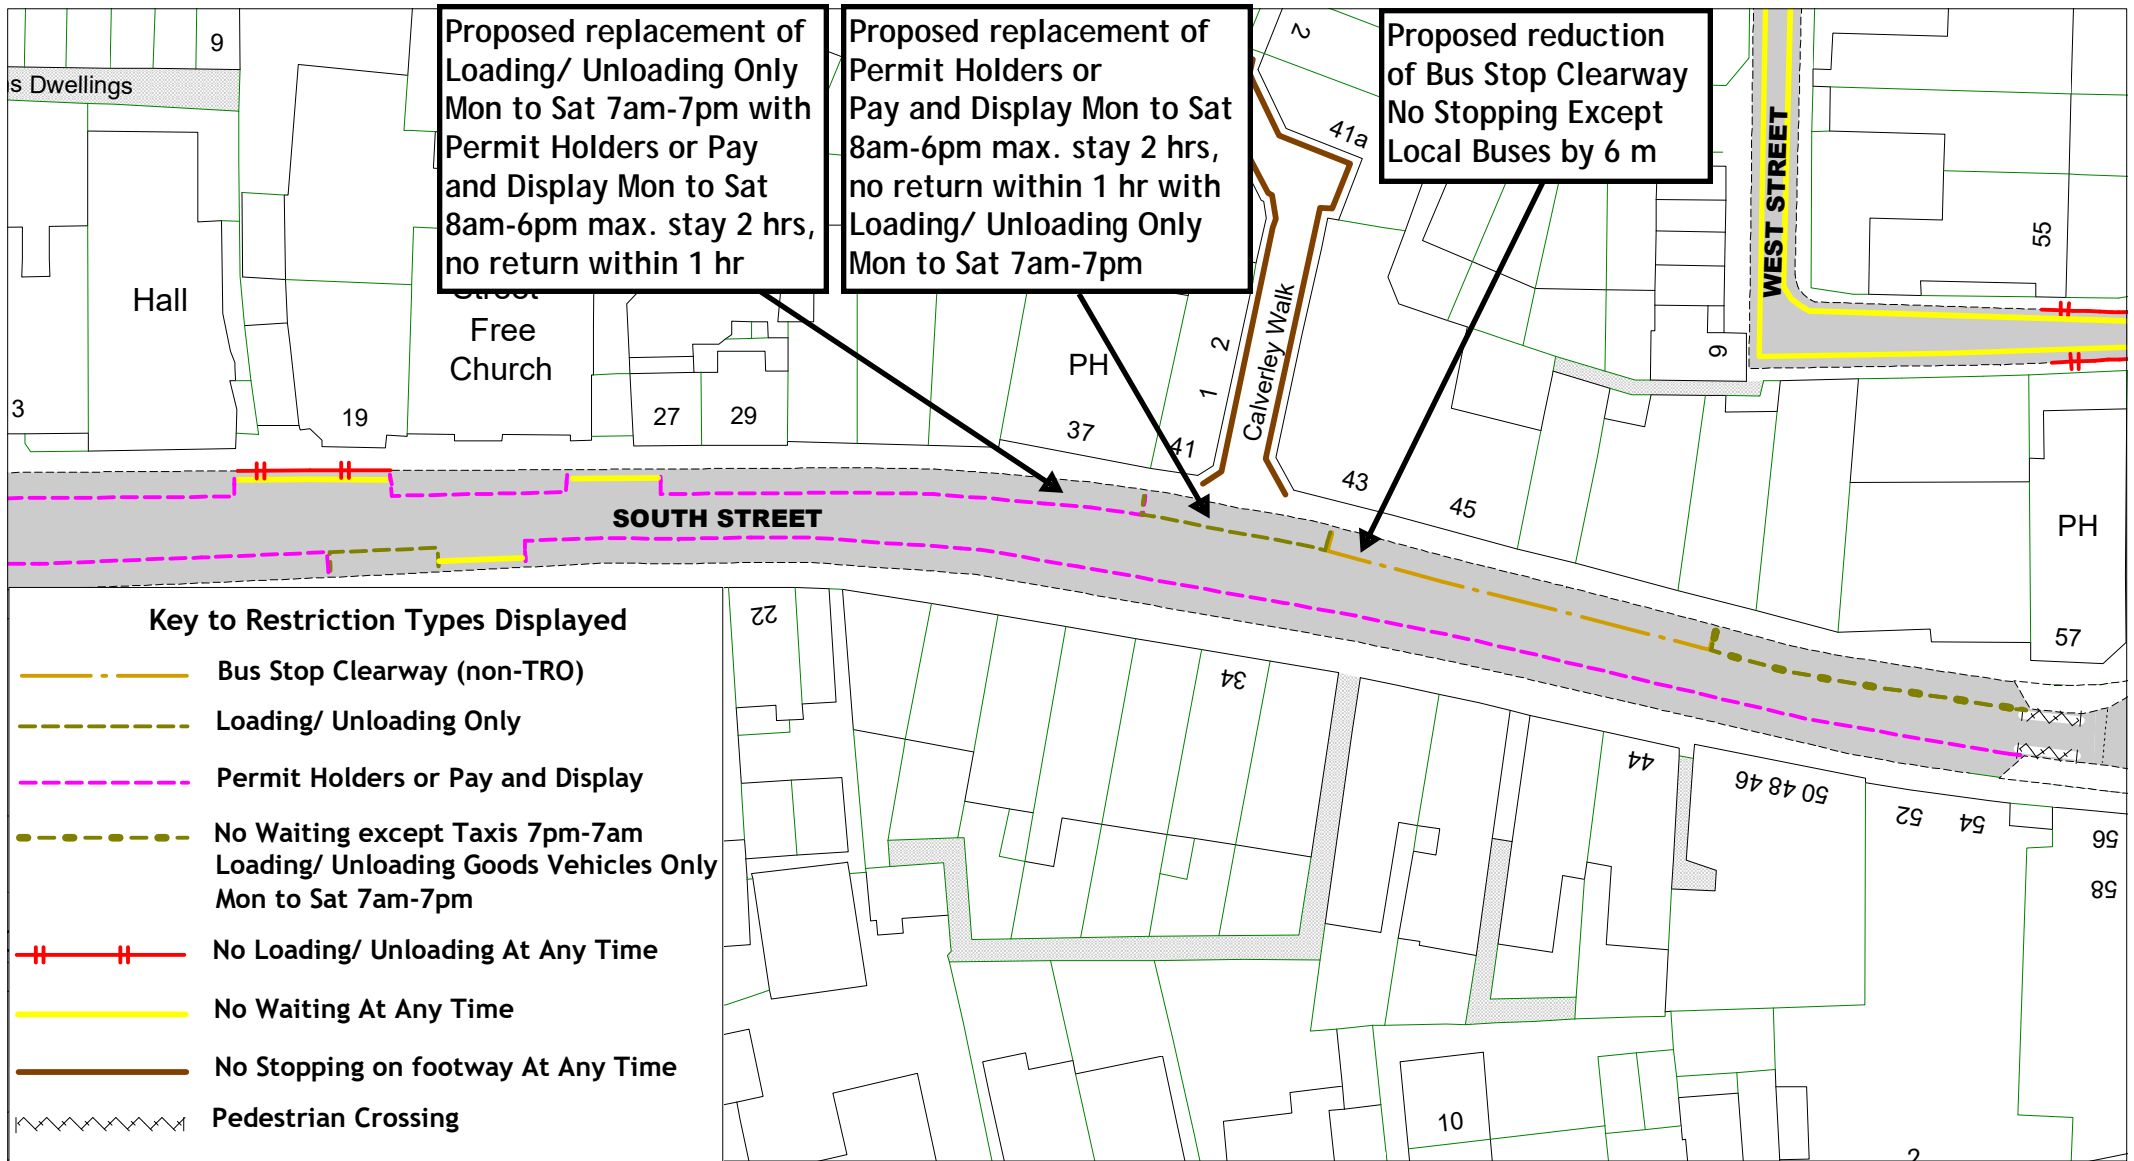 Proposed replacement of
Loading/ Unloading Only
Mon to Sat 7am-7pm with
Permit Holders or Pay
and Display Mon to Sat
8am-6pm max. stay 2 hrs,
no return within 1 hr
Proposed replacement of
Permit Holders or
Pay and Display Mon to Sat
8am-6pm max. stay 2 hrs,
no return within 1 hr with
Loading/ Unloading Only
Mon to Sat 7am-7pm
Proposed reduction
of Bus Stop Clearway
No Stopping Except
Local Buses by 6 m
9
Dwellings
2
41a
WEST STREET
55
Hall
Street
Free
Church
PH
2
1
Calverley Walk
9
3
19
27
29
37
41
43
45
PH
57
SOUTH STREET
22
34
44
50 48 46
52
54
56
58
10
2
Key to Restriction Types Displayed
Bus Stop Clearway (non-TRO)
Loading/ Unloading Only
Permit Holders or Pay and Display
No Waiting except Taxis 7pm-7am
Loading/ Unloading Goods Vehicles Only
Mon to Sat 7am-7pm
No Loading/ Unloading At Any Time
No Waiting At Any Time
No Stopping on footway At Any Time
Pedestrian Crossing